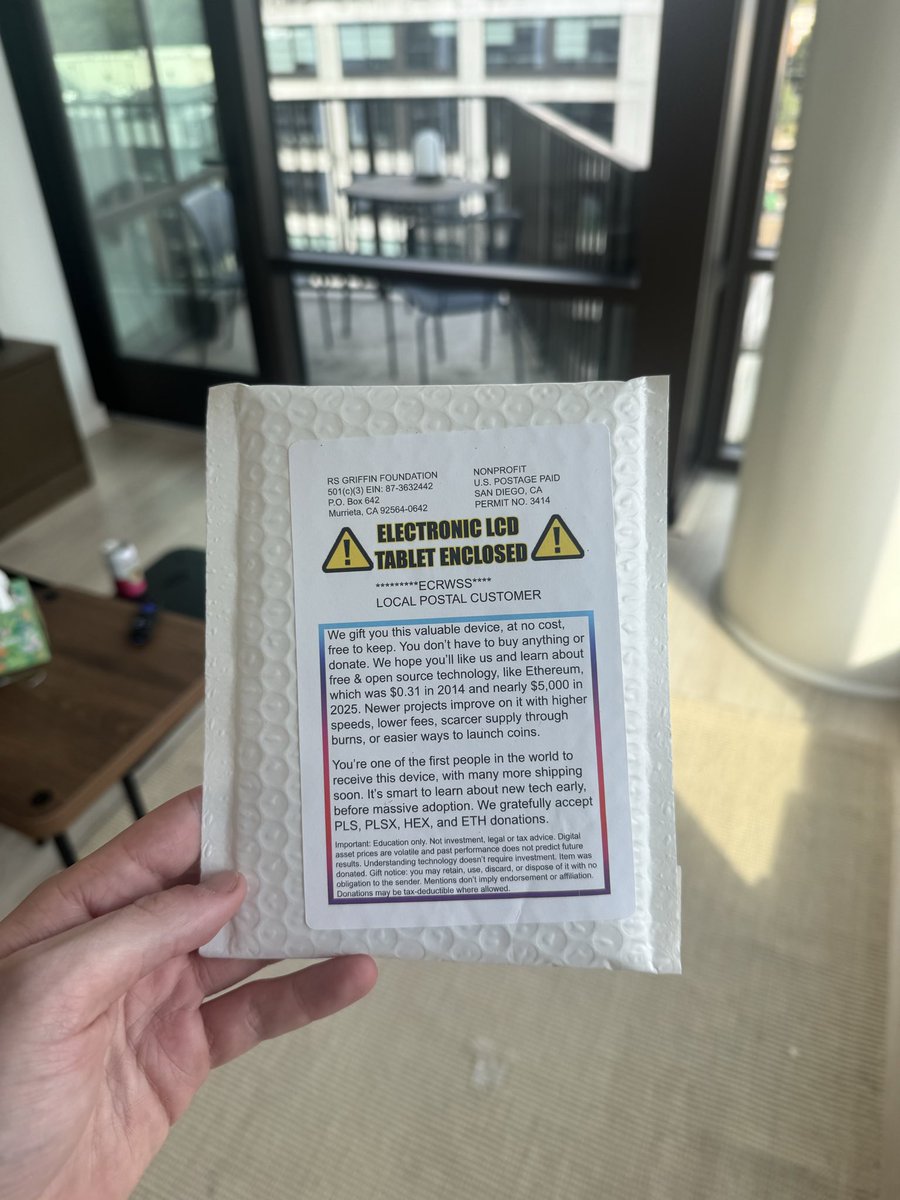 RS GRIFFIN FOUNDATION
501(c)(3) EIN: 87-3632442
P.O. Box 642
Murrieta, CA 92564-0642
NONPROFIT
U.S. POSTAGE PAID
SAN DIEGO, CA
PERMIT NO. 3414
ELECTRONIC LCD
TABLET ENCLOSED
*********ECRWSS****
LOCAL POSTAL CUSTOMER
We gift you this valuable device, at no cost,
free to keep. You don't have to buy anything or
donate. We hope you'll like us and learn about
free & open source technology, like Ethereum,
which was $0.31 in 2014 and nearly $5,000 in
2025. Newer projects improve on it with higher
speeds, lower fees, scarcer supply through
burns, or easier ways to launch coins.
You're one of the first people in the world to
receive this device, with many more shipping
soon. It's smart to learn about new tech early,
before massive adoption. We gratefully accept
PLS, PLSX, HEX, and ETH donations.
Important: Education only. Not investment, legal or tax advice. Digital
asset prices are volatile and past performance does not predict future
results. Understanding technology doesn't require investment. Item was
donated. Gift notice: you may retain, use, discard, or dispose of it with no
obligation to the sender. Mentions don't imply endorsement or affiliation.
Donations may be tax-deductible where allowed.